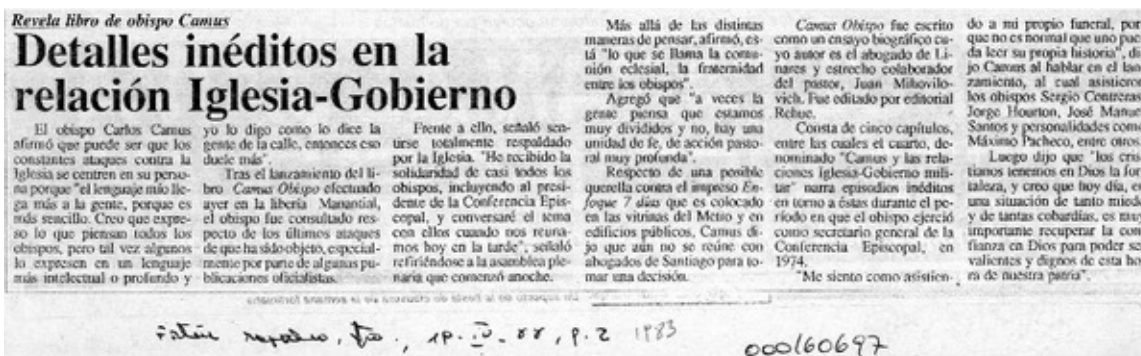 Revela libro de obispo Camus
Detalles inéditos en la
relación Iglesia-Gobierno
El obispo Carlos Camus
afirmó que puede ser que los
constantes ataques contra la
Iglesia se centren en su perso-
na porque "el lenguaje mío lle-
ga más a la gente, porque es
más sencillo. Creo que expre-
so lo que piensan todos los
obispos, pero tal vez algunos
lo expresen en un lenguaje
más intelectual o profundo y
yo lo digo como lo dice la
gente de la calle, entonces eso
duele más".
Tras el lanzamiento del li-
bro Camus Obispo efectuado
ayer en la libería Manantial,
el obispo fue consultado res-
pecto de los últimos ataques
de que ha sido objeto, especial-
mente por parte de algunas pu-
blicaciones oficialistas.
Frente a ello, señaló sen-
tirse totalmente respaldado
por la Iglesia. "He recibido la
solidaridad de casi todos los
obispos, incluyendo al presi-
dente de la Conferencia Epis-
copal, y conversaré el tema
con ellos cuando nos reuna-
mos hoy en la tarde", señaló
refiriéndose a la asamblea ple-
naria que comenzó anoche.
Más allá de las distintas
maneras de pensar, afirmó, es-
tá "lo que se llama la comu-
nión eclesial, la fraternidad
entre los obispos".
Agregó que "a veces la
gente piensa que estamos
muy divididos y no, hay una
unidad de fe, de acción pasto-
ral muy profunda".
Respecto de una posible
querella contra el impreso En-
foque 7 días que es colocado
en las vitrinas del Metro y en
edificios públicos, Camus di-
jo que aún no se reúne con
abogados de Santiago para to-
mar una decisión.
Camus Obispo fue escrito
como un ensayo biográfico cu-
yo autor es el abogado de Li-
nares y estrecho colaborador
del pastor, Juan Mihovilo-
vich. Fue editado por editorial
Rehue.
Consta de cinco capítulos,
entre las cuales el cuarto, de-
nominado "Camus y las rela-
ciones Iglesia-Gobierno mili-
tar" narra episodios inéditos
en torno a éstas durante el pe-
ríodo en que el obispo ejerció
como secretario general de la
Conferencia Episcopal, en
1974.
"Me siento como asistien-
do a mi propio funeral, por
que no es normal que uno pue
da leer su propia historia", di
jo Camus al hablar en el lan
zamiento, al cual asistieron
los obispos Sergio Contreras
Jorge Hourton, José Manue
Santos y personalidades como
Máximo Pacheco, entre otros.
Luego dijo que "los cris
tianos tenemos en Dios la for
taleza, y creo que hoy día, en
una situación de tanto miedo
y de tantas cobardías, es muy
importante recuperar la con
fianza en Dios para poder se
valientes y dignos de esta ho
ra de nuestra patria".
p. 2 1983
000160697